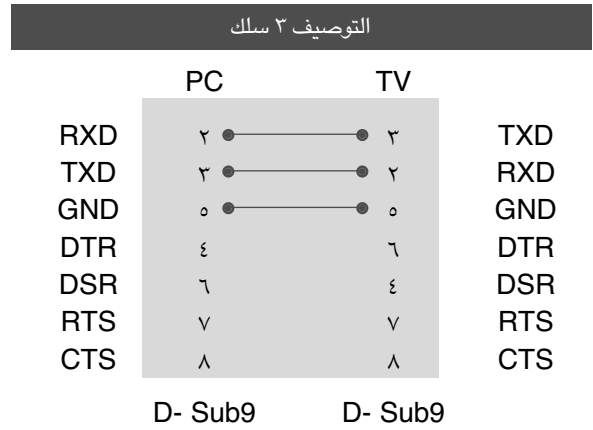 التوصيف ٣ سلك
PC TV
RXD ٢ ٣ TXD
TXD ٣ ٢ RXD
GND ٥ ٥ GND
DTR ٤ ٦ DTR
DSR ٦ ٤ DSR
RTS ٧ ٧ RTS
CTS ٨ ٨ CTS
D- Sub9 D- Sub9